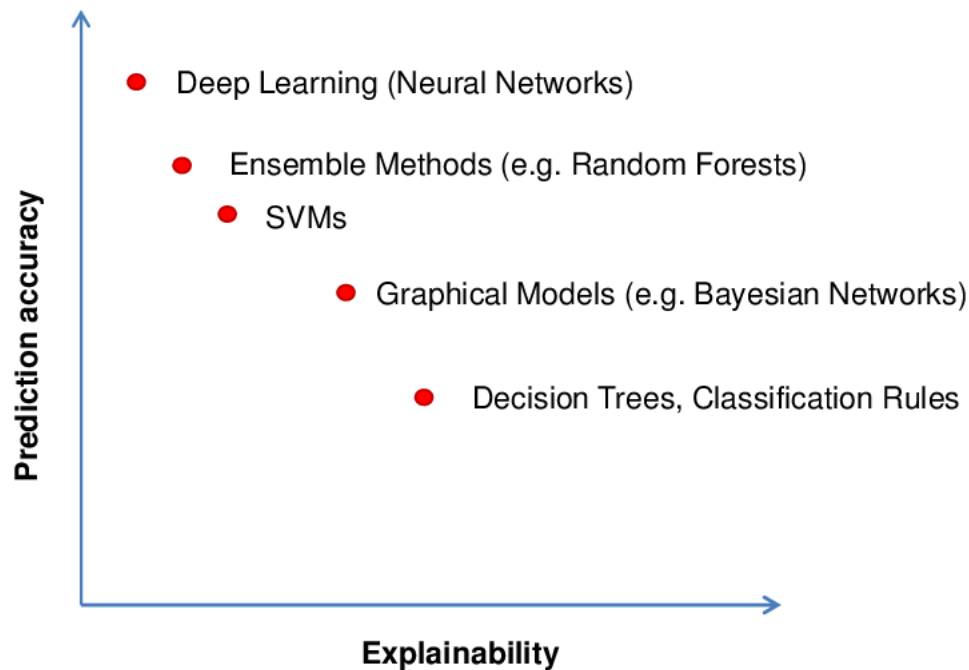 Deep Learning (Neural Networks)
Ensemble Methods (e.g. Random Forests)
SVMs
Graphical Models (e.g. Bayesian Networks)
Decision Trees, Classification Rules
Prediction accuracy
Explainability